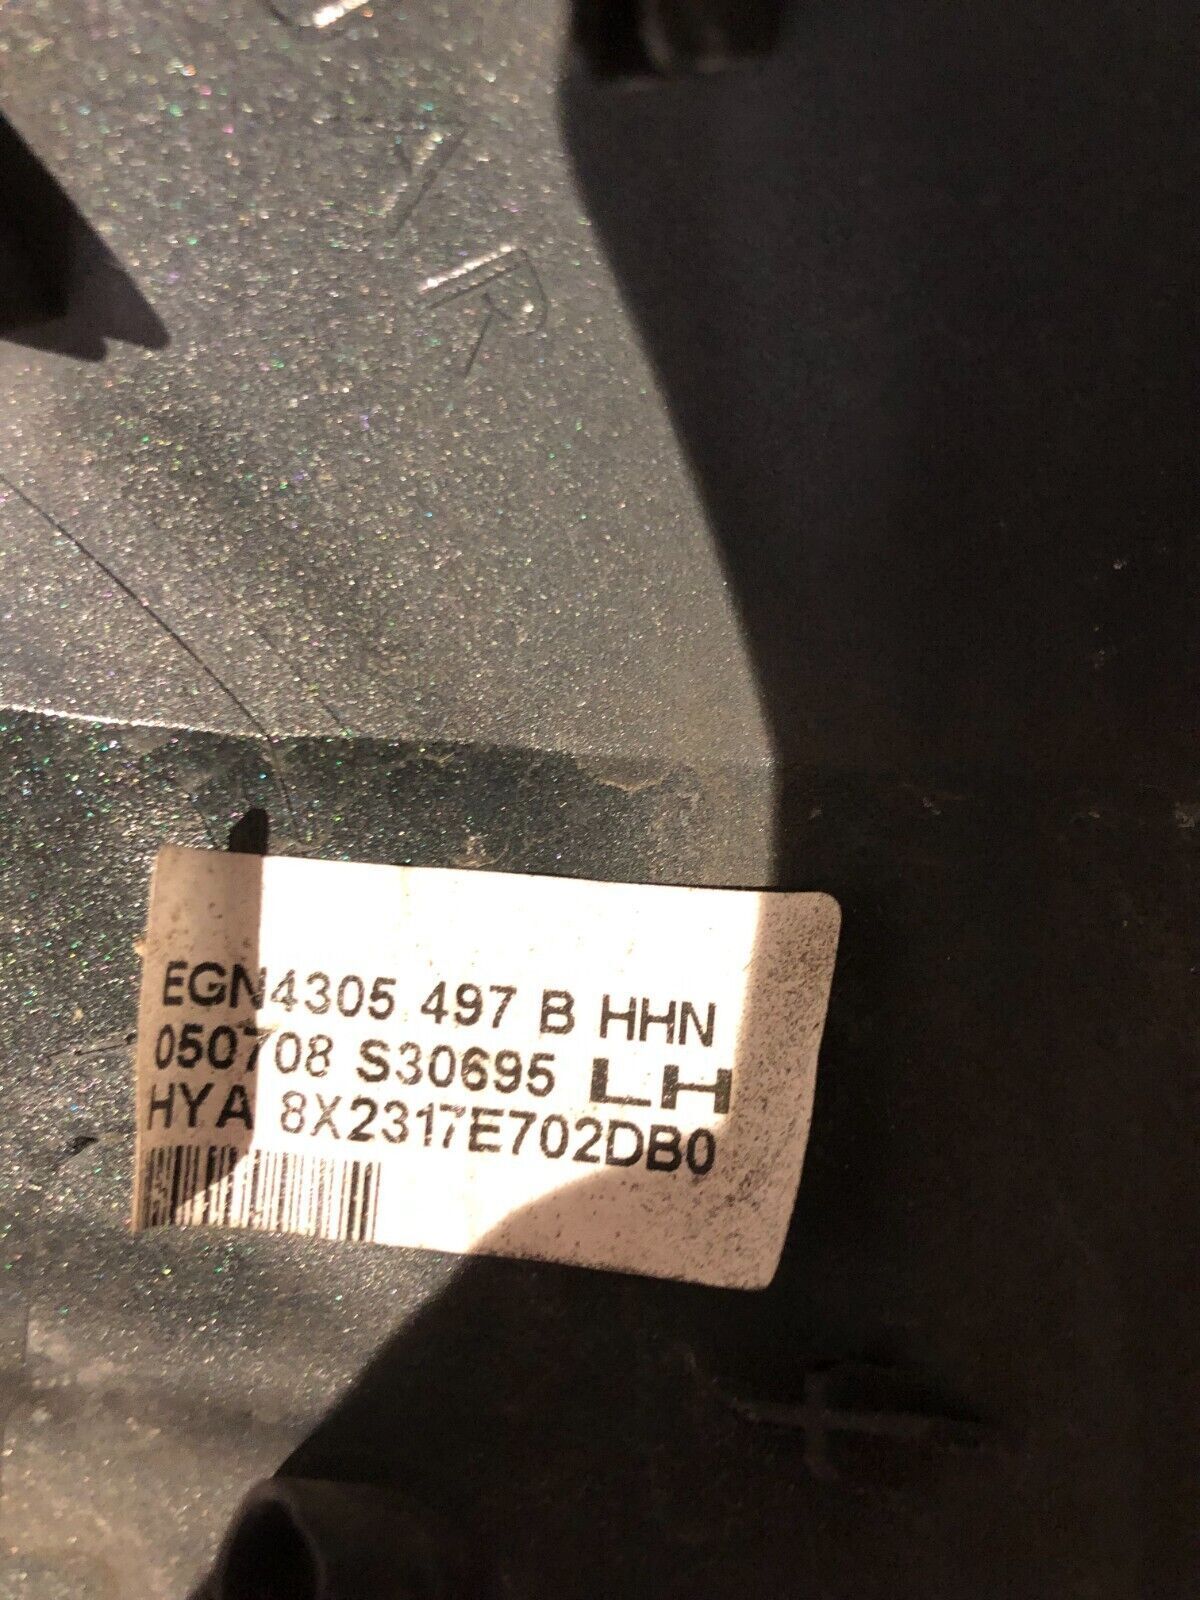 EGN4305 497 B HHN
050708 S30695 LH
HYA 8X2317E702DB0